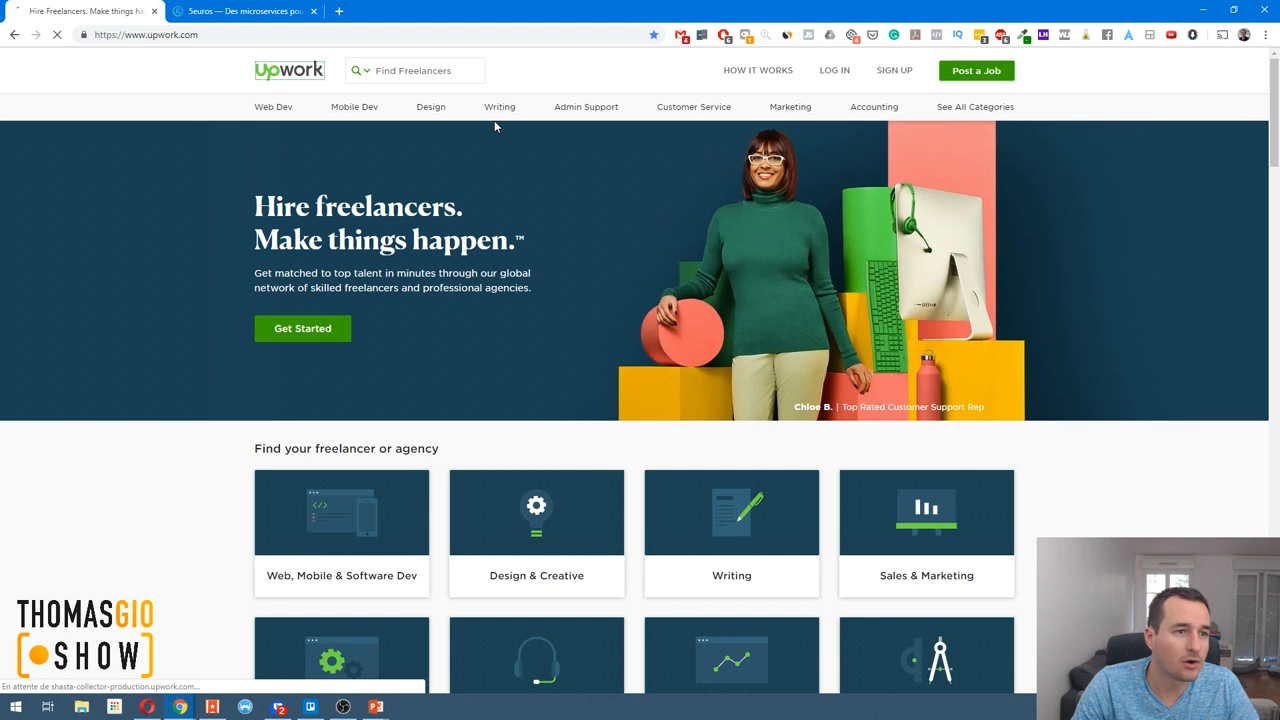 Hire Freelancers. Make things ha
5euros — Des microservices pou
https://www.upwork.com
upwork
Find Freelancers
HOW IT WORKS
LOG IN
SIGN UP
Post a Job
Web Dev
Mobile Dev
Design
Writing
Admin Support
Customer Service
Marketing
Accounting
See All Categories
Hire freelancers.
Make things happen.™
Get matched to top talent in minutes through our global
network of skilled freelancers and professional agencies.
Get Started
Chloe B. | Top Rated Customer Support Rep
Find your freelancer or agency
Web, Mobile & Software Dev
Design & Creative
Writing
Sales & Marketing
THOMASGIO
SHOW
En attente de shasta-collector-production.upwork.com...